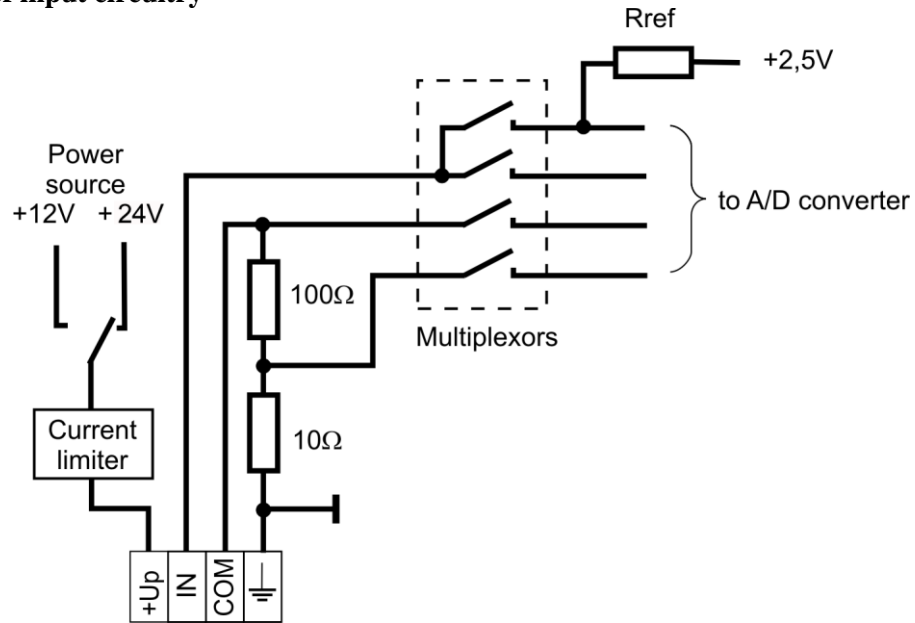 input circuitry
Rref
+2,5V
Power
source
+12V + 24V
to A/D converter
100Ω
Multiplexors
Current
limiter
10Ω
+Up
IN
COM